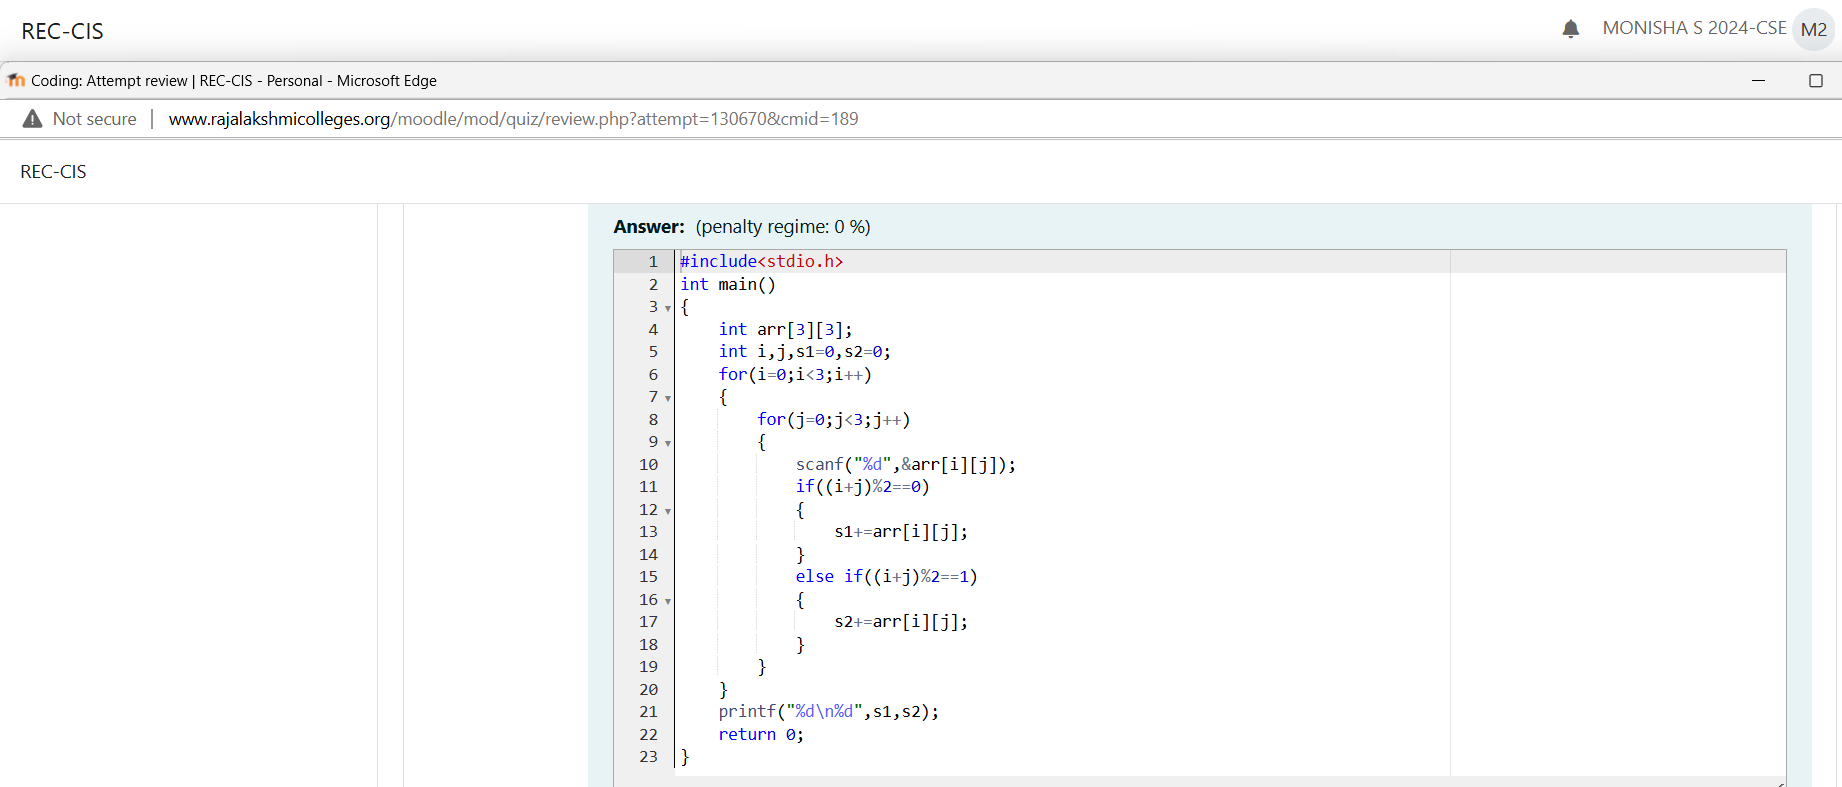 REC-CIS
MONISHA S 2024-CSE M2
Coding: Attempt review | REC-CIS - Personal - Microsoft Edge
Not secure | www.rajalakshmicolleges.org/moodle/mod/quiz/review.php?attempt=130670&cmid=189
REC-CIS
Answer: (penalty regime: 0 %)
1 #include<stdio.h>
2 int main()
3 {
4     int arr[3][3];
5     int i,j,s1=0,s2=0;
6     for(i=0;i<3;i++)
7     {
8         for(j=0;j<3;j++)
9         {
10             scanf("%d",&arr[i][j]);
11             if((i+j)%2==0)
12             {
13                 s1+=arr[i][j];
14             }
15             else if((i+j)%2==1)
16             {
17                 s2+=arr[i][j];
18             }
19         }
20     }
21     printf("%d\n%d",s1,s2);
22     return 0;
23 }